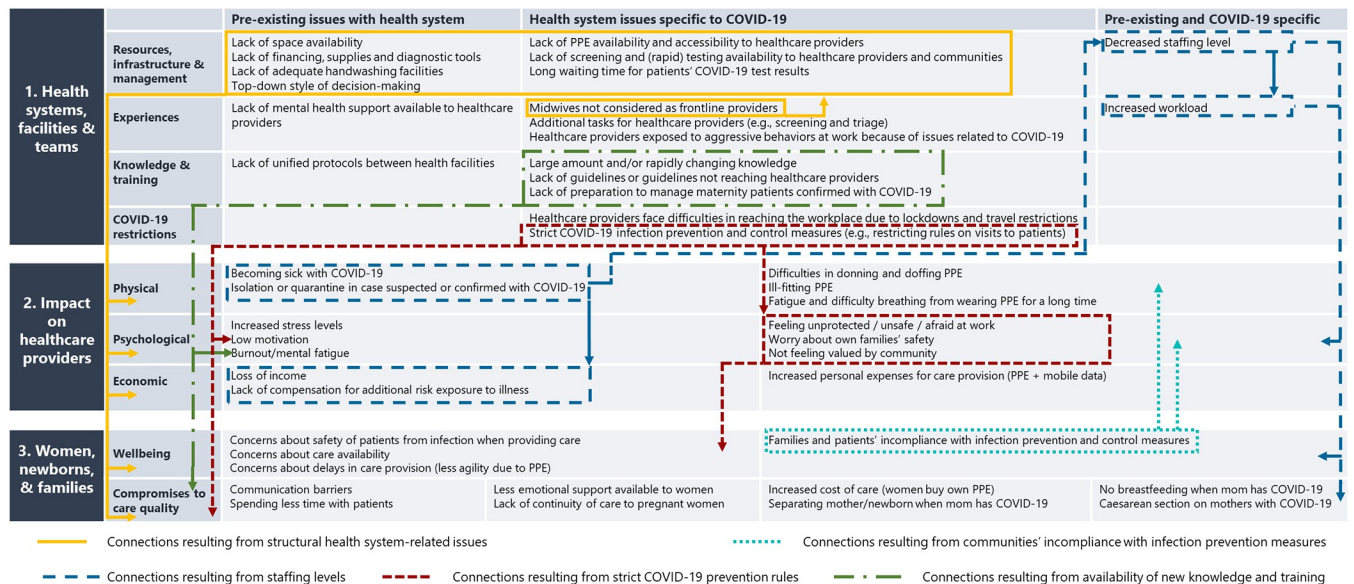 Pre-existing issues with health system
Health system issues specific to COVID-19
Pre-existing and COVID-19 specific
1. Health
systems,
facilities &
teams
Resources,
infrastructure &
management
Lack of space availability
Lack of financing, supplies and diagnostic tools
Lack of adequate handwashing facilities
Top-down style of decision-making
Lack of PPE availability and accessibility to healthcare providers
Lack of screening and (rapid) testing availability to healthcare providers and communities
Long waiting time for patients' COVID-19 test results
Decreased staffing level
Experiences
Lack of mental health support available to healthcare
providers
Midwives not considered as frontline providers
Additional tasks for healthcare providers (e.g., screening and triage)
Healthcare providers exposed to aggressive behaviors at work because of issues related to COVID-19
Increased workload
Knowledge &
training
Lack of unified protocols between health facilities
Large amount and/or rapidly changing knowledge
Lack of guidelines or guidelines not reaching healthcare providers
Lack of preparation to manage maternity patients confirmed with COVID-19
COVID-19
restrictions
Healthcare providers face difficulties in reaching the workplace due to lockdowns and travel restrictions
Strict COVID-19 infection prevention and control measures (e.g., restricting rules on visits to patients)
2. Impact
on
healthcare
providers
Physical
Becoming sick with COVID-19
Isolation or quarantine in case suspected or confirmed with COVID-19
Difficulties in donning and doffing PPE
Ill-fitting PPE
Fatigue and difficulty breathing from wearing PPE for a long time
Psychological
Increased stress levels
Low motivation
Burnout/mental fatigue
Feeling unprotected / unsafe / afraid at work
Worry about own families' safety
Not feeling valued by community
Economic
Loss of income
Lack of compensation for additional risk exposure to illness
Increased personal expenses for care provision (PPE + mobile data)
3. Women,
newborns,
& families
Wellbeing
Concerns about safety of patients from infection when providing care
Concerns about care availability
Concerns about delays in care provision (less agility due to PPE)
Families and patients' incompliance with infection prevention and control measures
Compromises to
care quality
Communication barriers
Spending less time with patients
Less emotional support available to women
Lack of continuity of care to pregnant women
Increased cost of care (women buy own PPE)
Separating mother/newborn when mom has COVID-19
No breastfeeding when mom has COVID-19
Caesarean section on mothers with COVID-19
Connections resulting from structural health system-related issues
Connections resulting from communities' incompliance with infection prevention measures
Connections resulting from staffing levels
Connections resulting from strict COVID-19 prevention rules
Connections resulting from availability of new knowledge and training